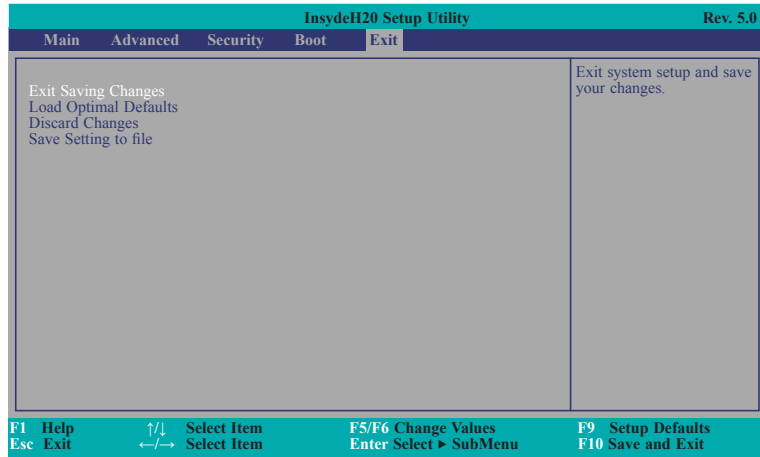 InsydeH20 Setup Utility Rev. 5.0
Main Advanced Security Boot Exit
Exit Saving Changes
Load Optimal Defaults
Discard Changes
Save Setting to file
Exit system setup and save
your changes.
F1 Help ↑/↓ Select Item F5/F6 Change Values F9 Setup Defaults
Esc Exit ←/→ Select Item Enter Select ▸ SubMenu F10 Save and Exit